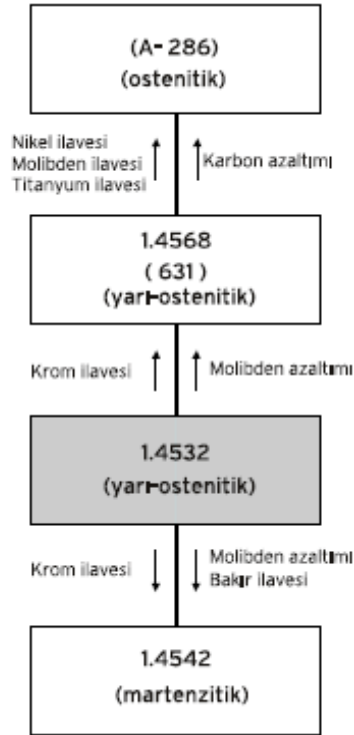 (A-286)
(ostenitik)
Nikel ilavesi
Molibden ilavesi
Titanyum ilavesi
Karbon azaltımı
1.4568
(631)
(yarı-ostenitik)
Krom ilavesi
Molibden azaltımı
1.4532
(yarı-ostenitik)
Krom ilavesi
Molibden azaltımı
Bakır ilavesi
1.4542
(martenzitik)